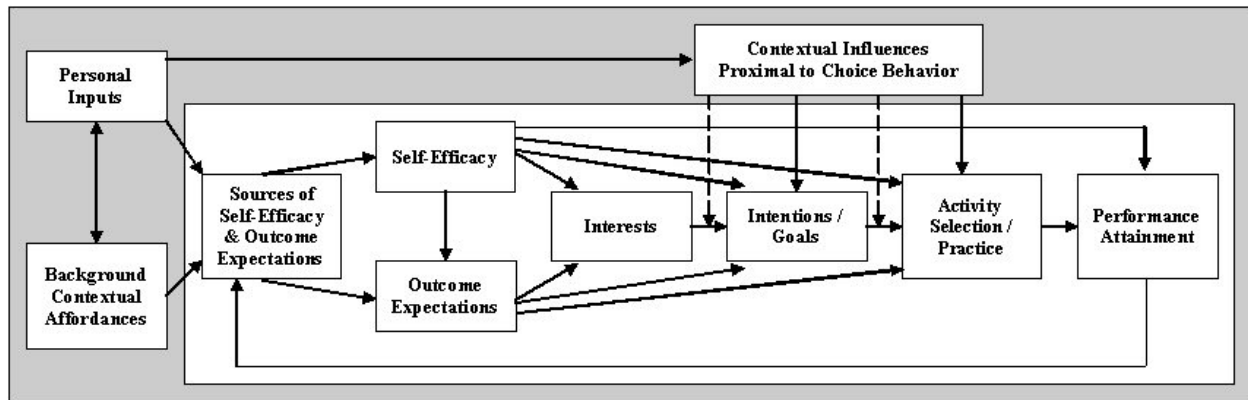 Personal
Inputs
Contextual Influences
Proximal to Choice Behavior
Self-Efficacy
Sources of
Self-Efficacy
& Outcome
Expectations
Interests
Intentions /
Goals
Activity
Selection /
Practice
Performance
Attainment
Background
Contextual
Affordances
Outcome
Expectations